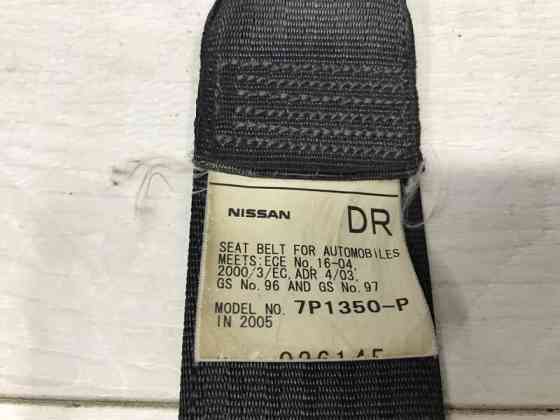 NISSAN DR
SEAT BELT FOR AUTOMOBILES
MEETS:ECE No.16-04,
2000/3/EC, ADR 4/03,
GS No.96 AND GS No.97
MODEL NO. 7P1350-P
IN 2005